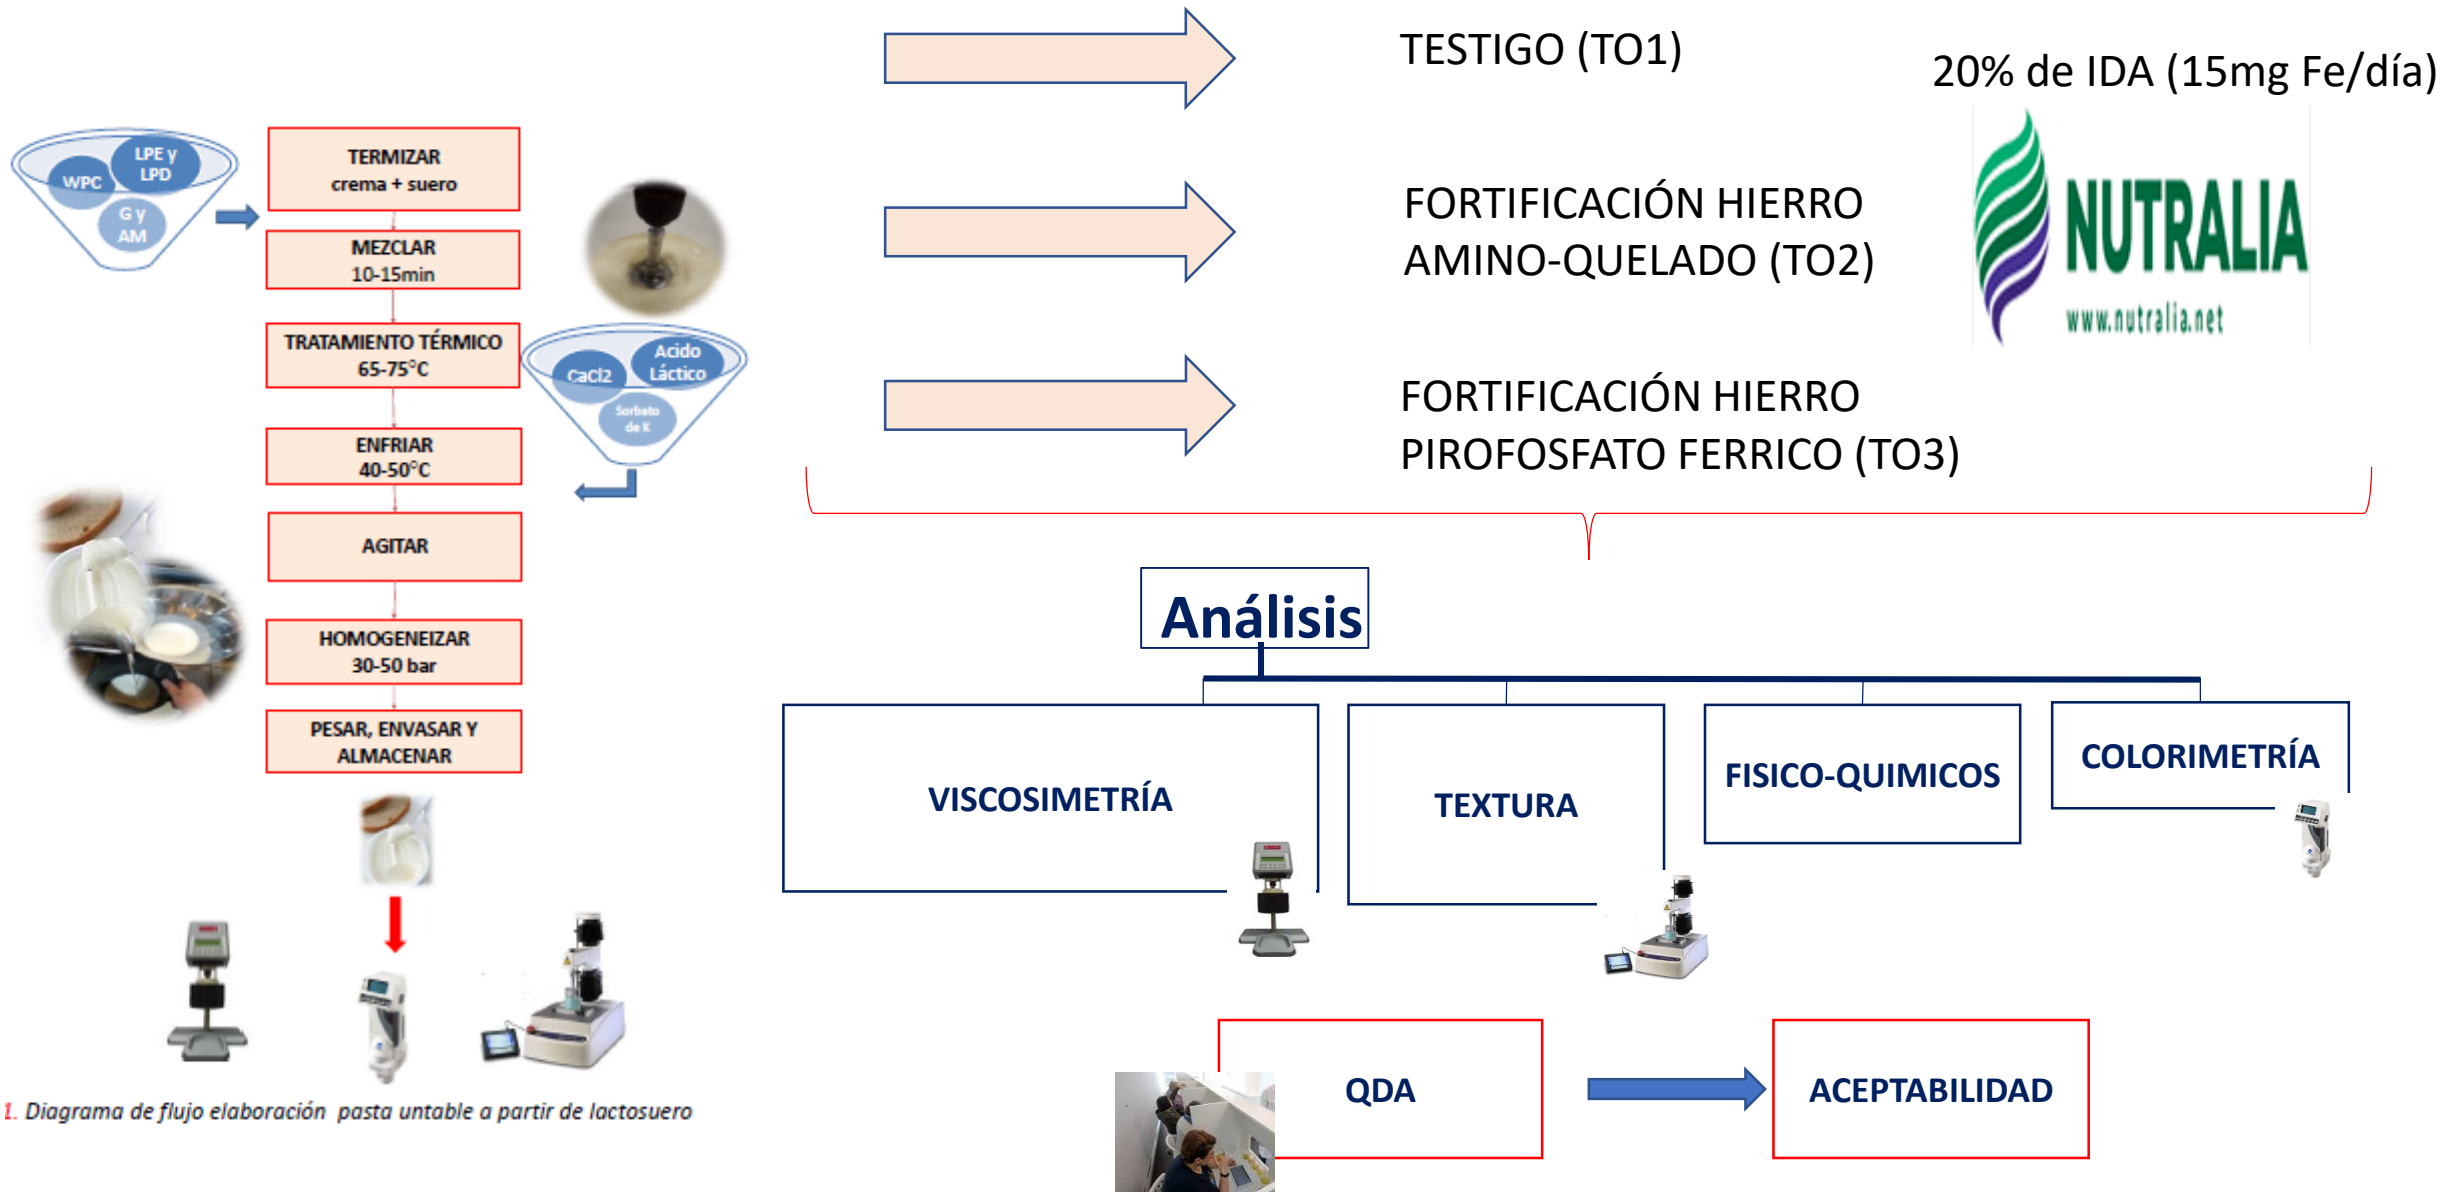 TESTIGO (TO1)
20% de IDA (15mg Fe/día)
FORTIFICACIÓN HIERRO
AMINO-QUELADO (TO2)
NUTRALIA
www.nutralia.net
FORTIFICACIÓN HIERRO
PIROFOSFATO FERRICO (TO3)
WPC
LPE y
LPD
G y
AM
TERMIZAR
crema + suero
MEZCLAR
10-15min
TRATAMIENTO TÉRMICO
65-75°C
CaCl2
Acido
Láctico
Sorbato
de K
ENFRIAR
40-50°C
AGITAR
HOMOGENEIZAR
30-50 bar
PESAR, ENVASAR Y
ALMACENAR
1. Diagrama de flujo elaboración pasta untable a partir de lactosuero
Análisis
VISCOSIMETRÍA
TEXTURA
FISICO-QUIMICOS
COLORIMETRÍA
QDA
ACEPTABILIDAD